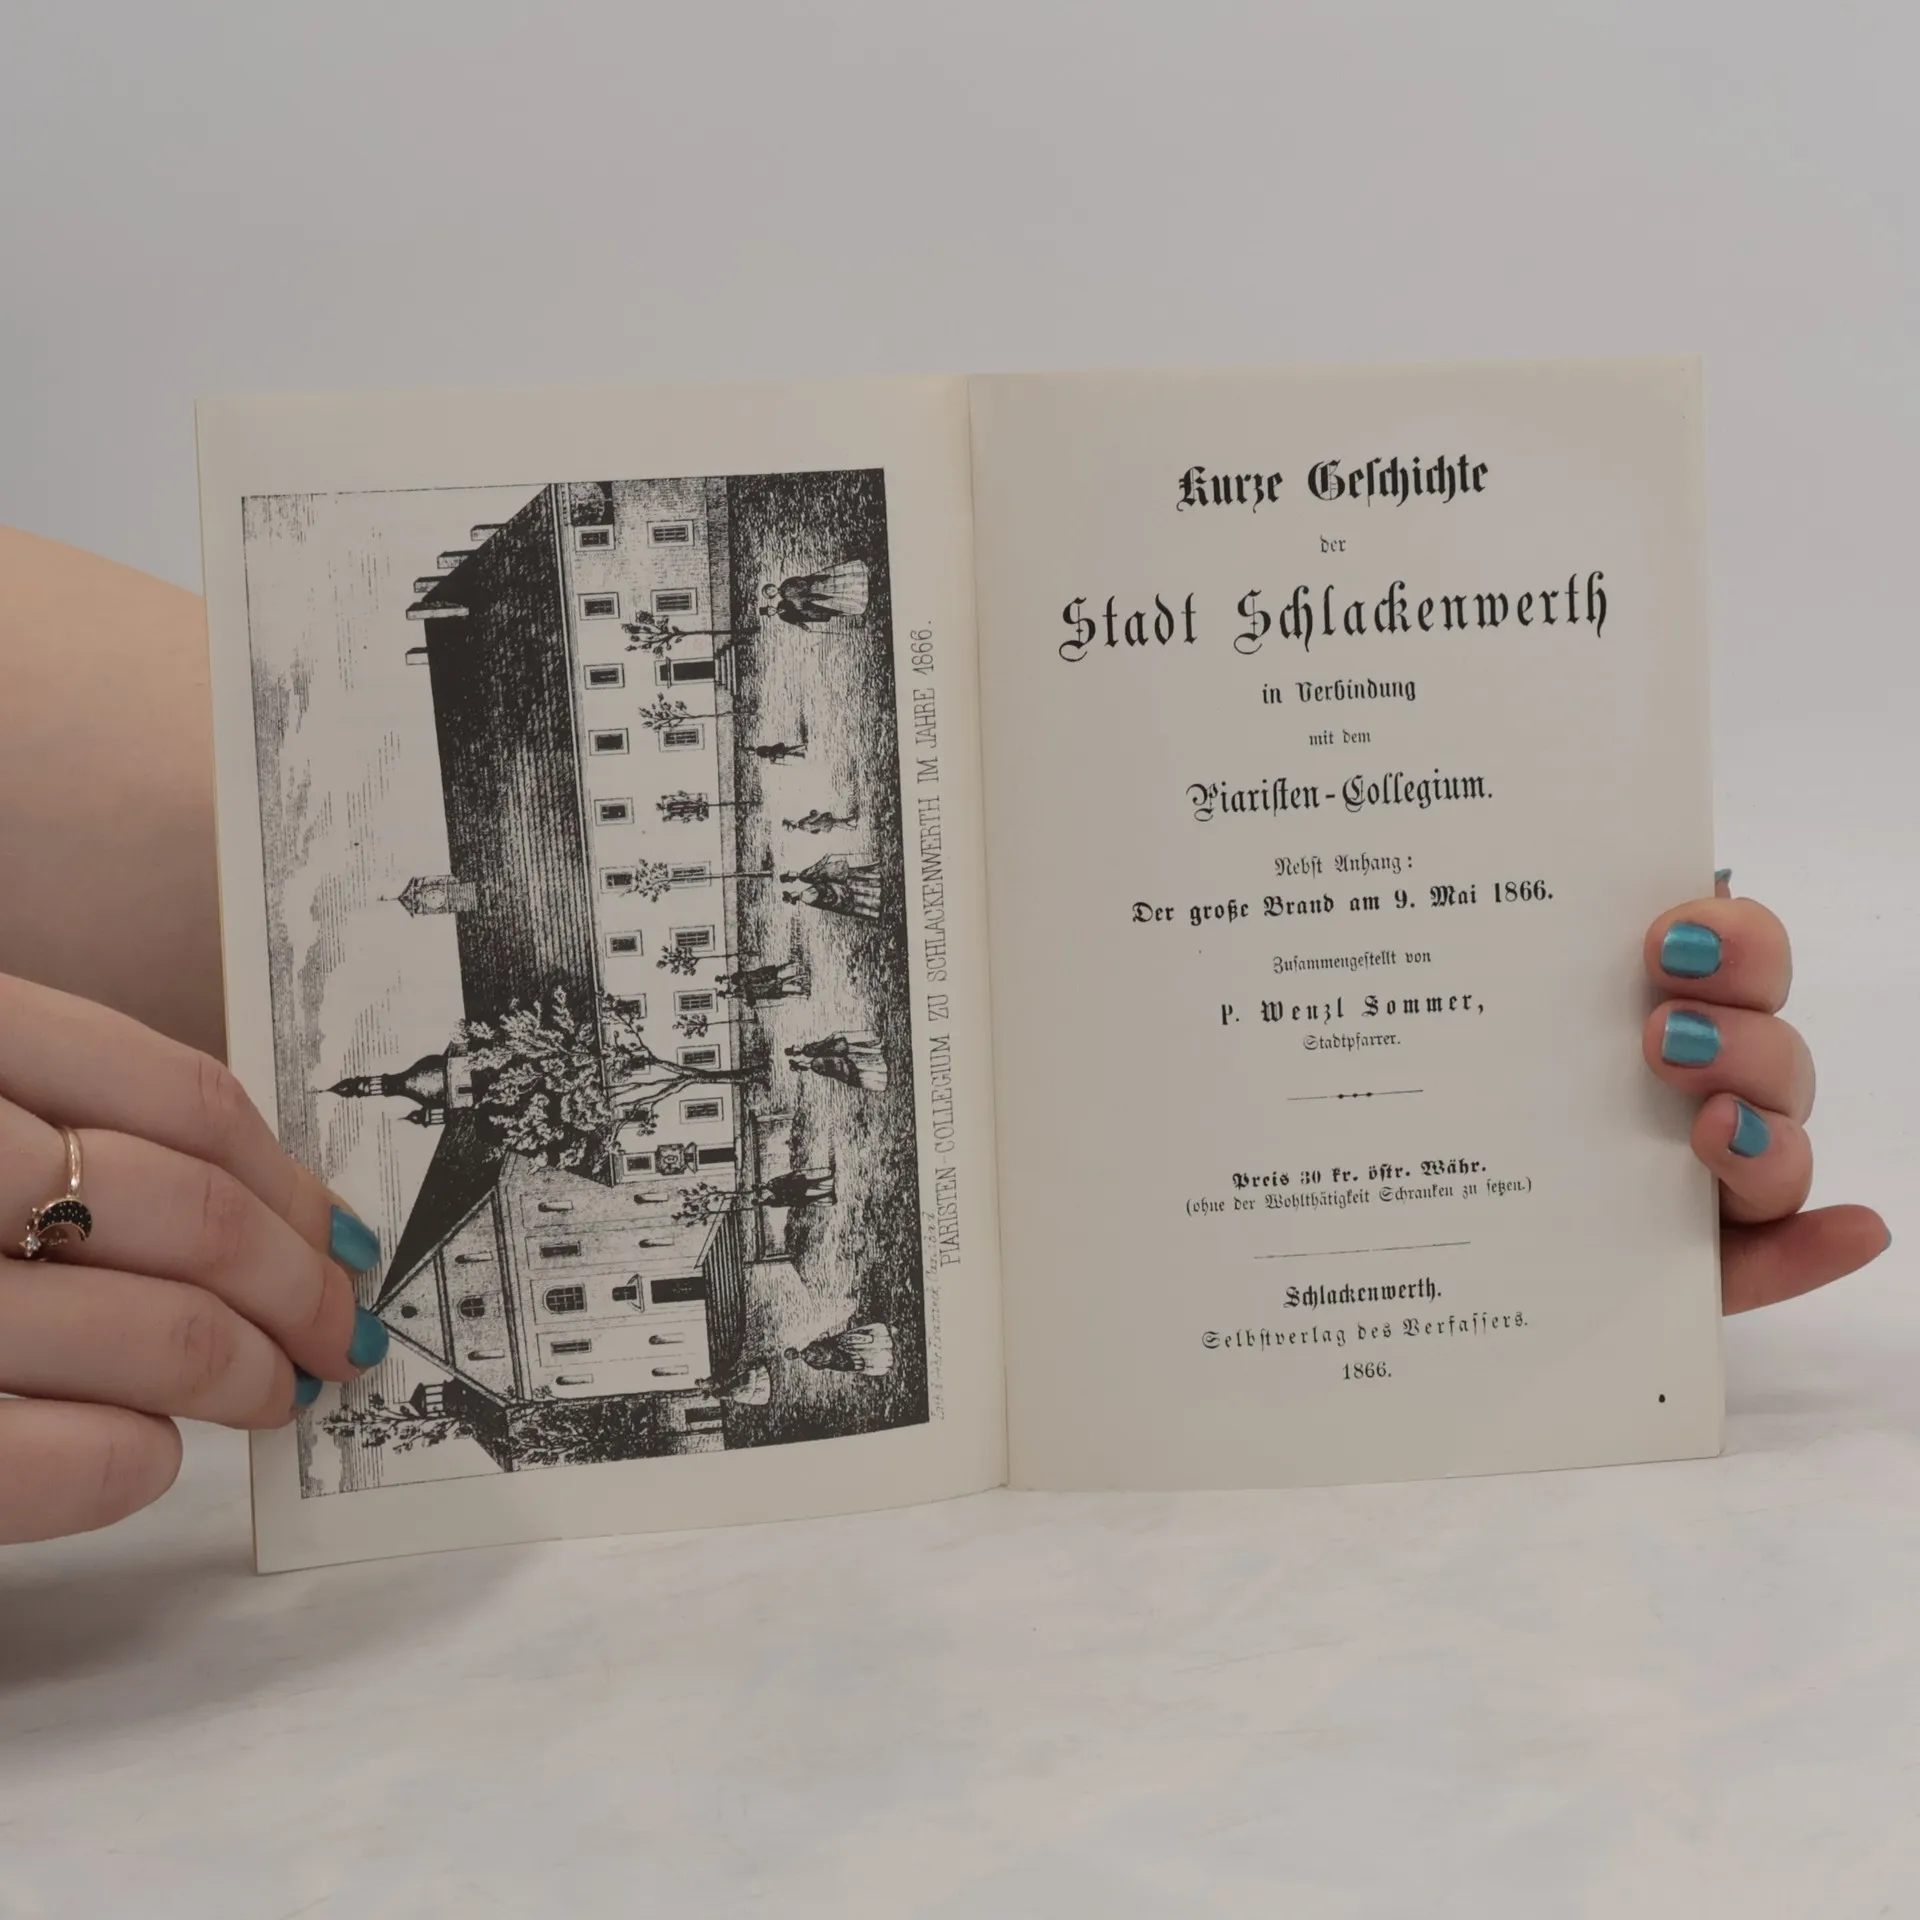 PIARISTEN-COLLEGIUM ZU SCHLACKENWERTH IM JAHRE 1866.
Kurze Geſchichte
der
Stadt Schlackenwerth
in Verbindung
mit dem
Piariſten-Collegium.
Nebſt Anhang:
Der große Brand am 9. Mai 1866.
Zuſammengeſtellt von
P. Wenzl Sommer,
Stadtpfarrer.
Preis 30 kr. öſtr. Währ.
(ohne der Wohlthätigkeit Schranken zu ſetzen.)
Schlackenwerth.
Selbſtverlag des Verfaſſers.
1866.